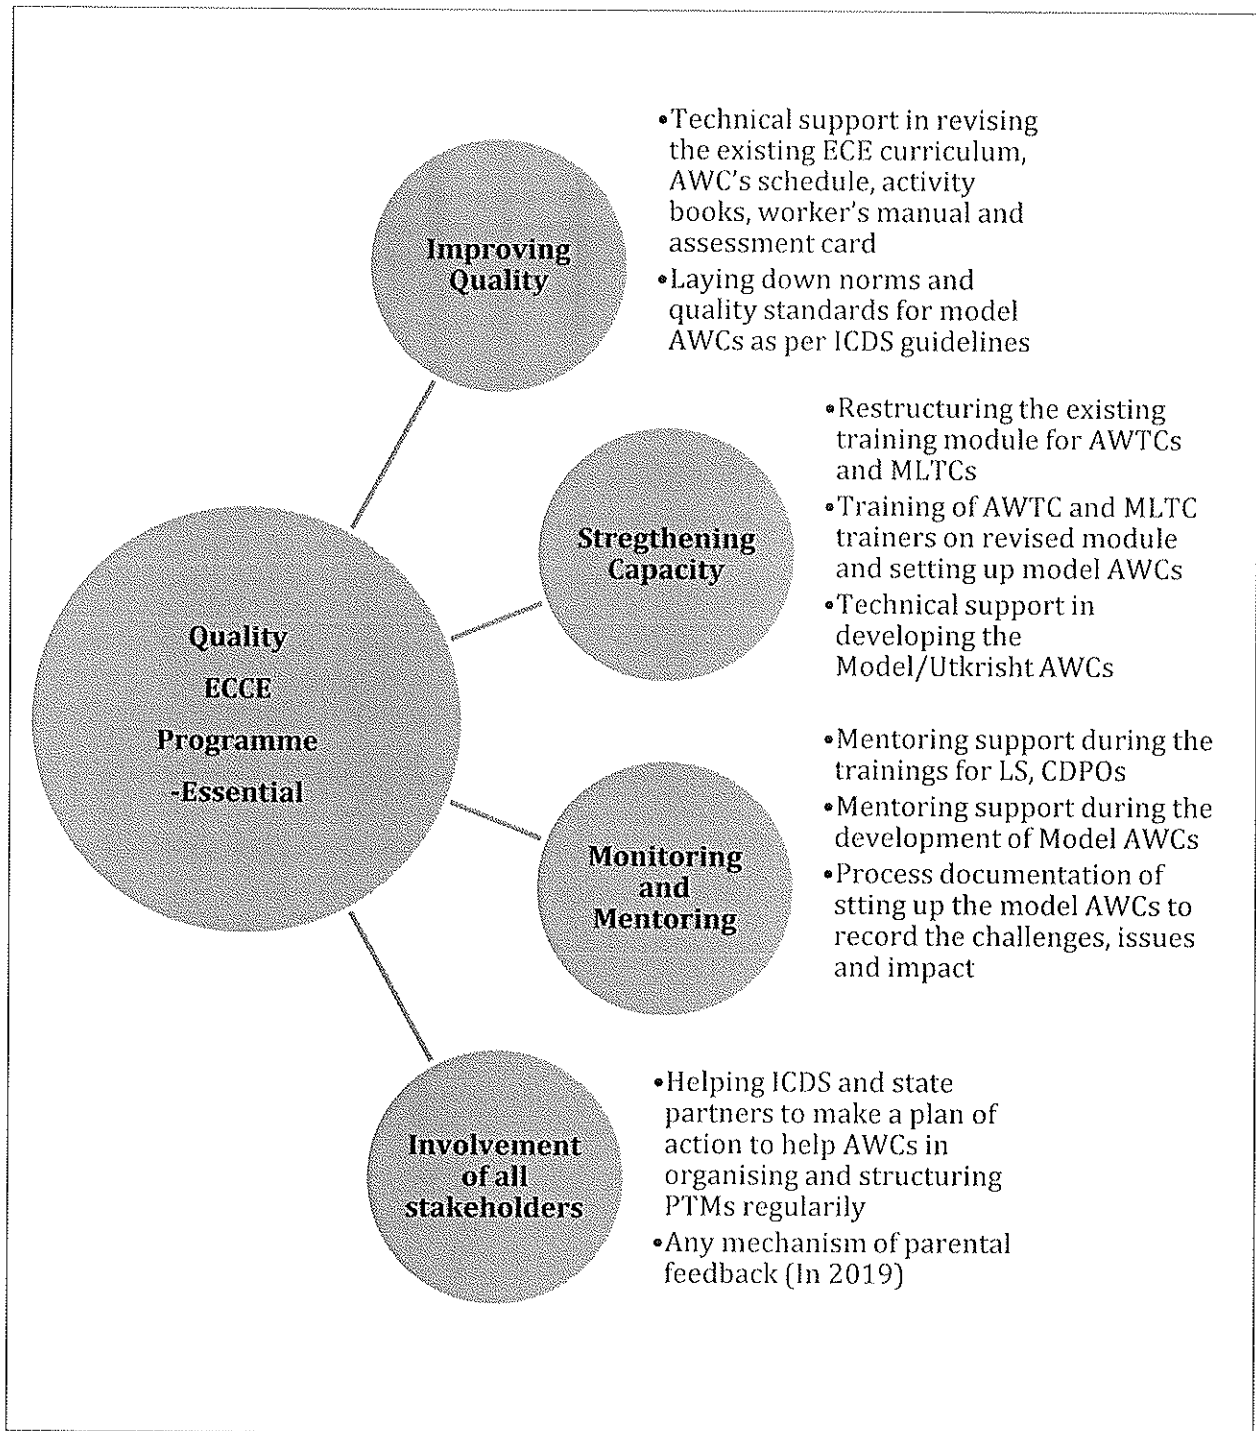 •Technical support in revising
the existing ECE curriculum,
AWC's schedule, activity
books, worker's manual and
assessment card
•Laying down norms and
quality standards for model
AWCs as per ICDS guidelines
Improving
Quality
•Restructuring the existing
training module for AWTCs
and MLTCs
•Training of AWTC and MLTC
trainers on revised module
and setting up model AWCs
•Technical support in
developing the
Model/Utkrisht AWCs
Stregthening
Capacity
Quality
ECCE
Programme
-Essential
•Mentoring support during the
trainings for LS, CDPOs
•Mentoring support during the
development of Model AWCs
•Process documentation of
stting up the model AWCs to
record the challenges, issues
and impact
Monitoring
and
Mentoring
•Helping ICDS and state
partners to make a plan of
action to help AWCs in
organising and structuring
PTMs regularily
•Any mechanism of parental
feedback (In 2019)
Involvement
of all
stakeholders